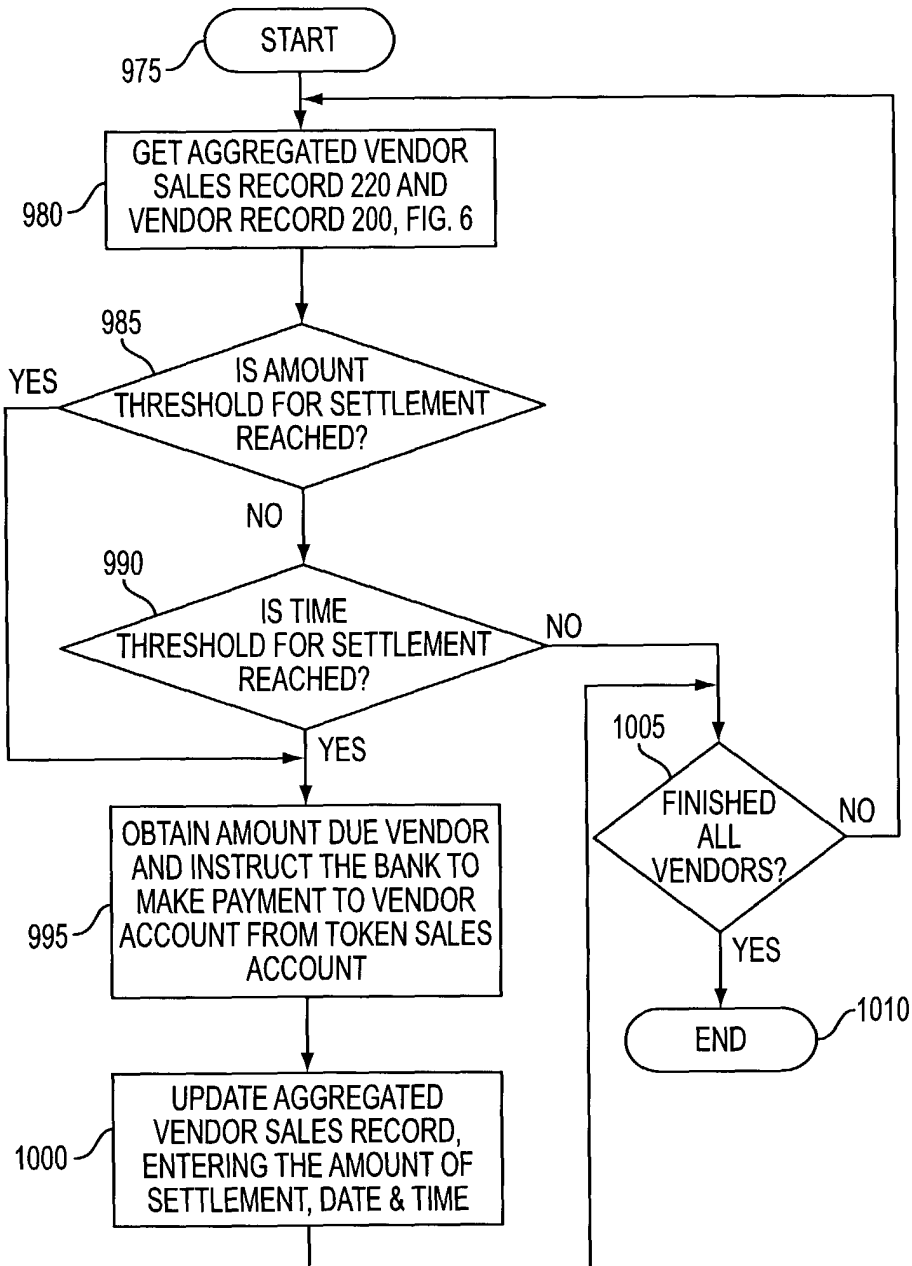 START
975
GET AGGREGATED VENDOR
SALES RECORD 220 AND
VENDOR RECORD 200, FIG. 6
980
985
YES
IS AMOUNT
THRESHOLD FOR SETTLEMENT
REACHED?
NO
990
IS TIME
THRESHOLD FOR SETTLEMENT
REACHED?
NO
YES
1005
FINISHED
ALL
VENDORS?
NO
OBTAIN AMOUNT DUE VENDOR
AND INSTRUCT THE BANK TO
MAKE PAYMENT TO VENDOR
ACCOUNT FROM TOKEN SALES
ACCOUNT
995
YES
END
1010
UPDATE AGGREGATED
VENDOR SALES RECORD,
ENTERING THE AMOUNT OF
SETTLEMENT, DATE & TIME
1000